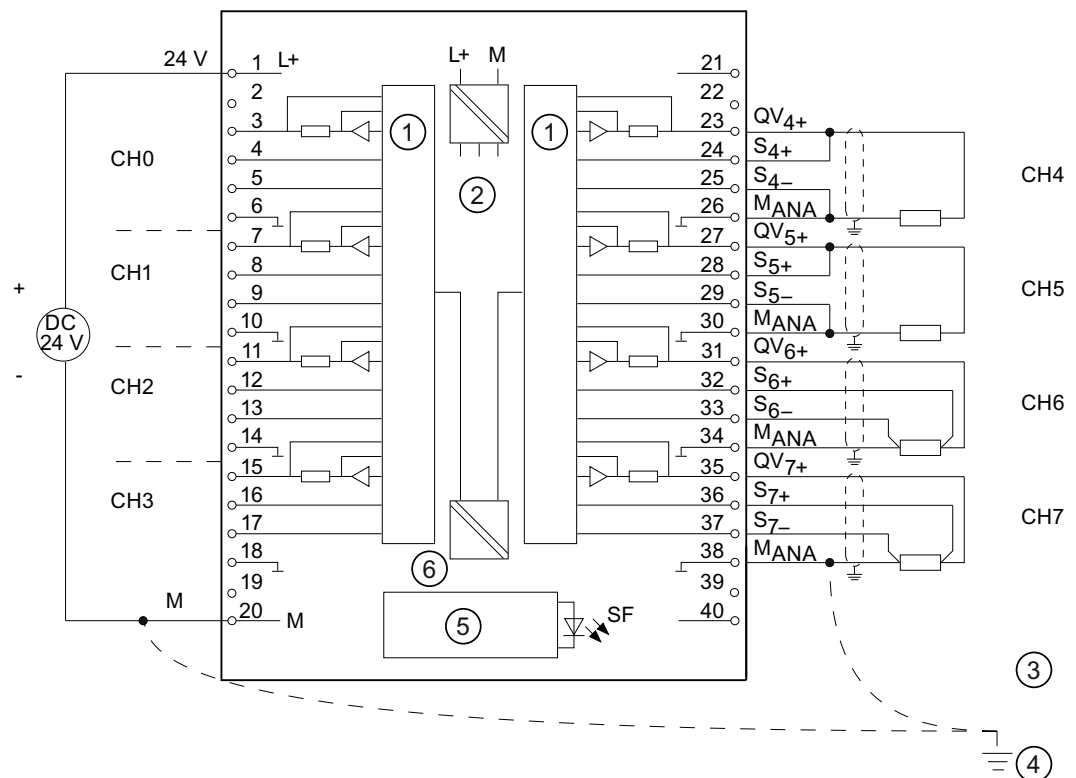 24 V
1 L+
2
3
4
5
6
7
8
9
10
11
12
13
14
15
16
17
18
19
20 M
M
CH0
CH1
CH2
CH3
+
DC
24 V
-
L+ M
1
1
2
6
5
SF
21
22
23
24
25
26
27
28
29
30
31
32
33
34
35
36
37
38
39
40
QV4+
S4+
S4–
MANA
QV5+
S5+
S5–
MANA
QV6+
S6+
S6–
MANA
QV7+
S7+
S7–
MANA
CH4
CH5
CH6
CH7
3
4